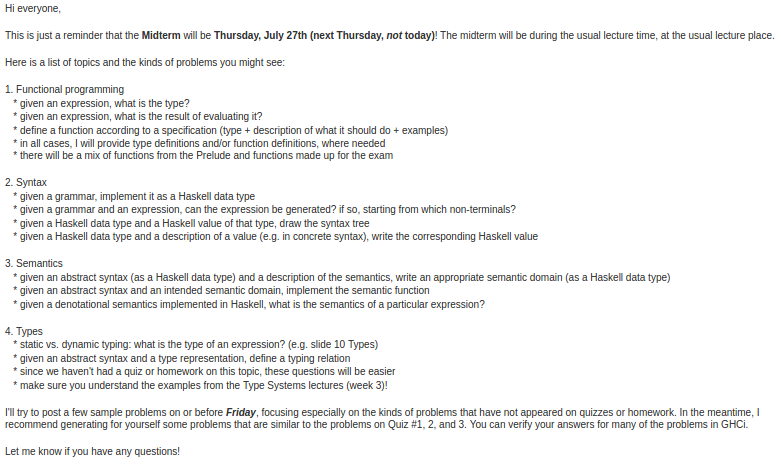 Hi everyone,
This is just a reminder that the Midterm will be Thursday, July 27th (next Thursday, not today)! The midterm will be during the usual lecture time, at the usual lecture place.
Here is a list of topics and the kinds of problems you might see:
1. Functional programming
* given an expression, what is the type?
* given an expression, what is the result of evaluating it?
* define a function according to a specification (type + description of what it should do + examples)
* in all cases, I will provide type definitions and/or function definitions, where needed
* there will be a mix of functions from the Prelude and functions made up for the exam
2. Syntax
* given a grammar, implement it as a Haskell data type
* given a grammar and an expression, can the expression be generated? if so, starting from which non-terminals?
* given a Haskell data type and a Haskell value of that type, draw the syntax tree
* given a Haskell data type and a description of a value (e.g. in concrete syntax), write the corresponding Haskell value
3. Semantics
* given an abstract syntax (as a Haskell data type) and a description of the semantics, write an appropriate semantic domain (as a Haskell data type)
* given an abstract syntax and an intended semantic domain, implement the semantic function
* given a denotational semantics implemented in Haskell, what is the semantics of a particular expression?
4. Types
* static vs. dynamic typing: what is the type of an expression? (e.g. slide 10 Types)
* given an abstract syntax and a type representation, define a typing relation
* since we haven't had a quiz or homework on this topic, these questions will be easier
* make sure you understand the examples from the Type Systems lectures (week 3)!
I'll try to post a few sample problems on or before Friday, focusing especially on the kinds of problems that have not appeared on quizzes or homework. In the meantime, I
recommend generating for yourself some problems that are similar to the problems on Quiz #1, 2, and 3. You can verify your answers for many of the problems in GHCi.
Let me know if you have any questions!